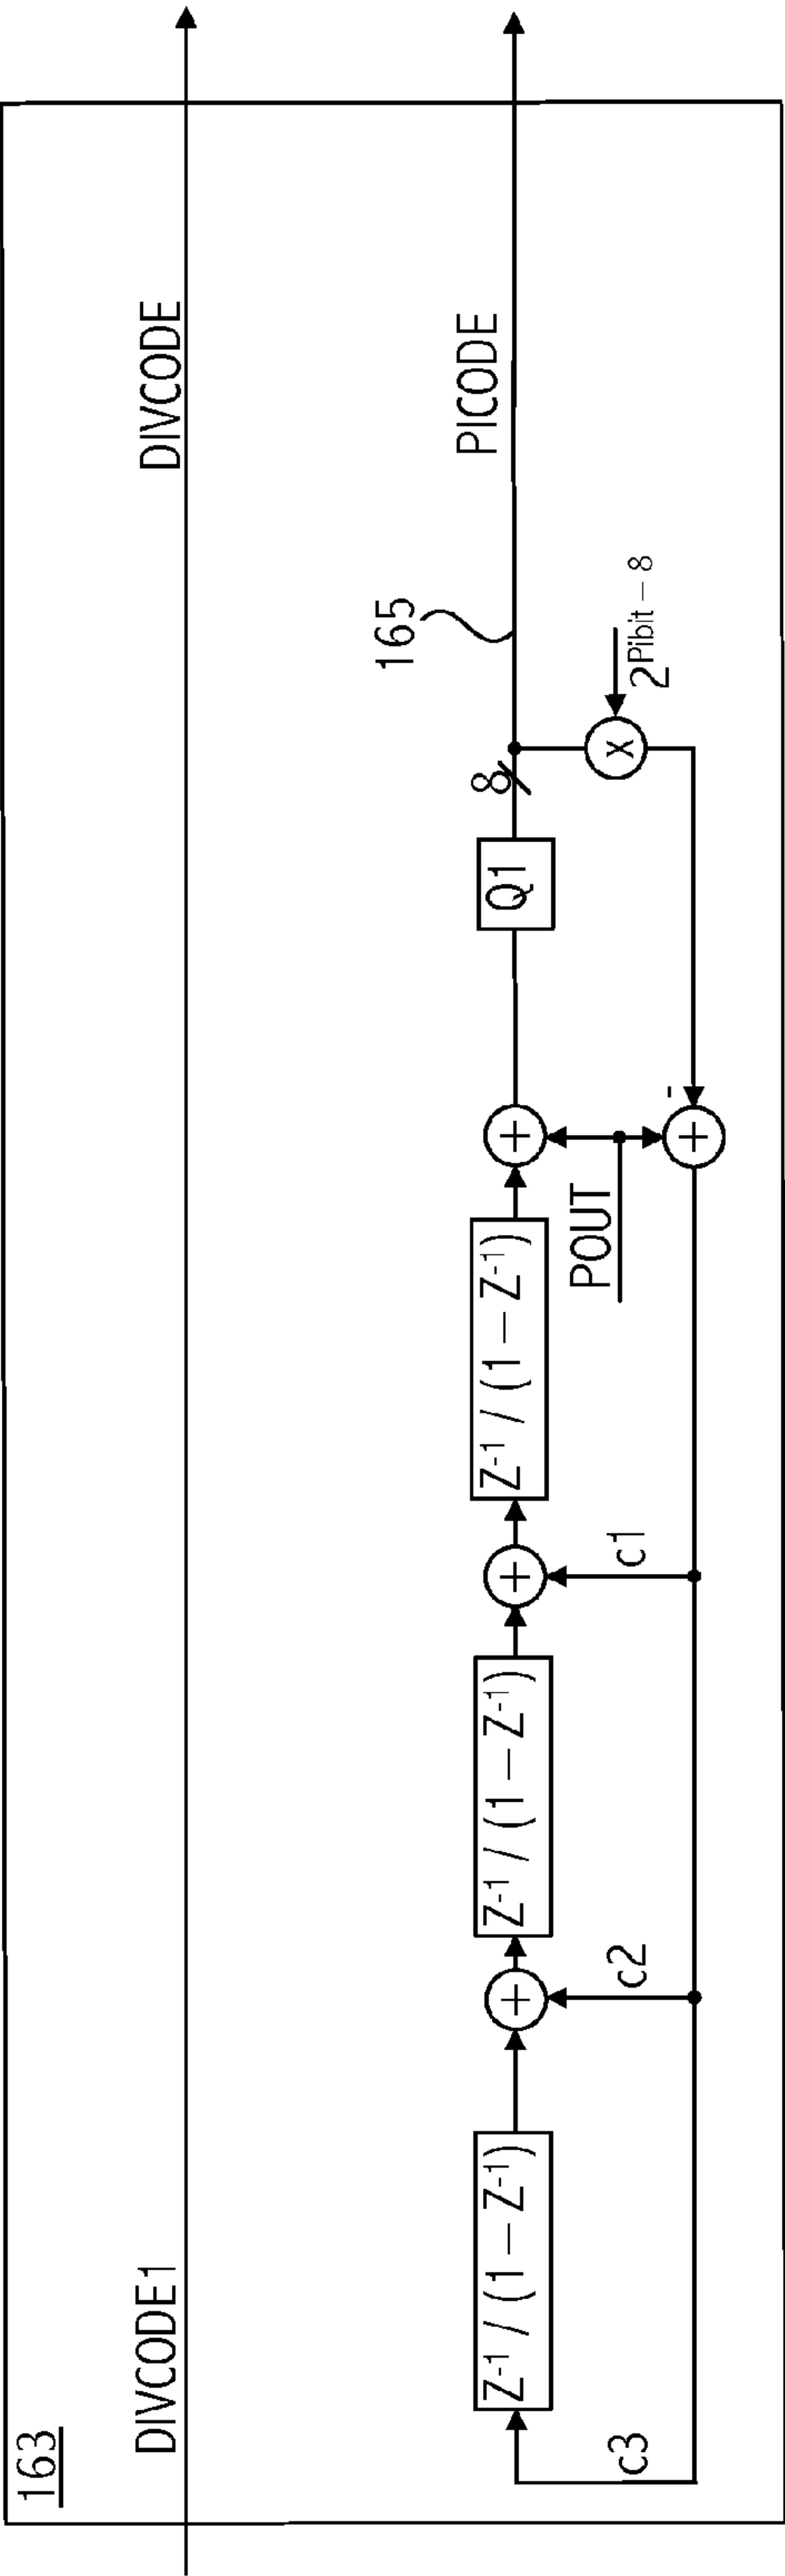 163
DIVCODE1
DIVCODE
Z⁻¹ / (1 – Z⁻¹)
+
Z⁻¹ / (1 – Z⁻¹)
+
Z⁻¹ / (1 – Z⁻¹)
+
Q1
8
165
PICODE
c3
c2
c1
POUT
+
-
X
2^Pibit – 8